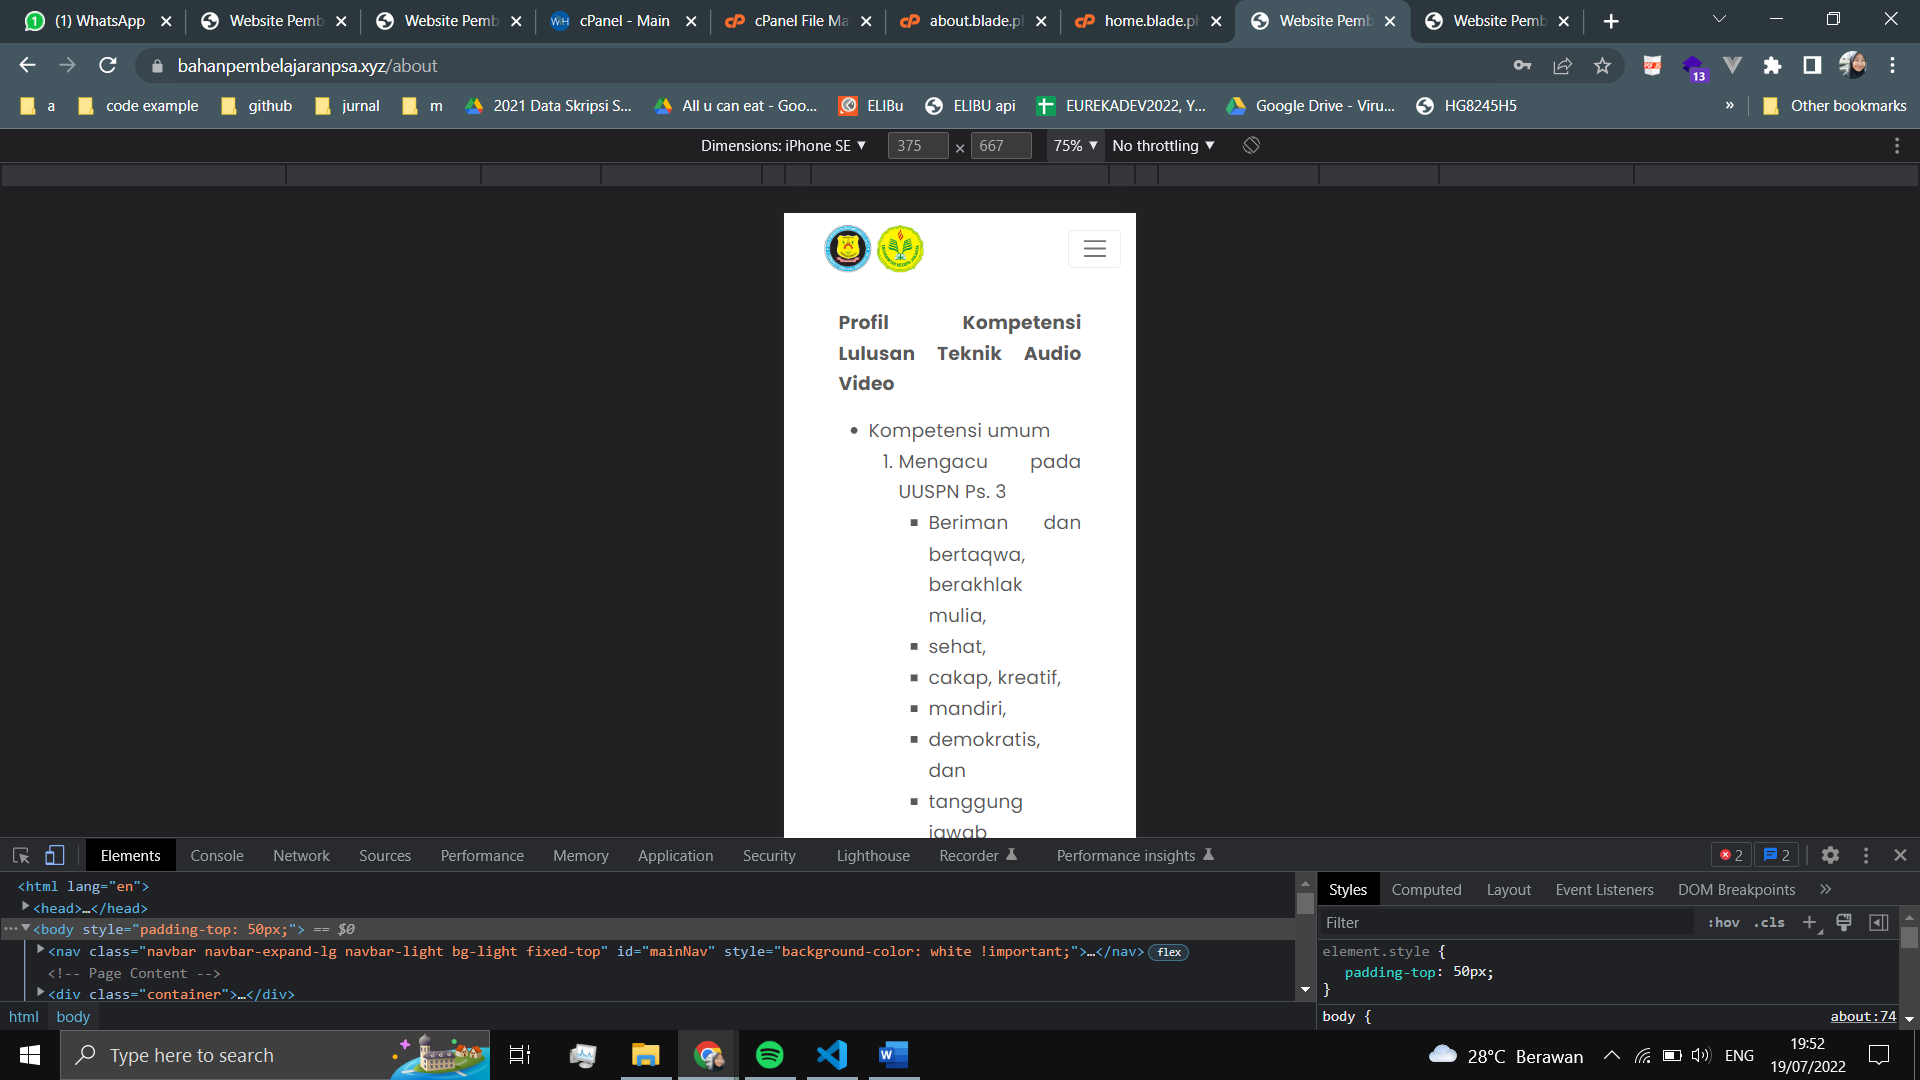 (1) WhatsApp
Website Pemb
Website Pemb
cPanel - Main
cPanel File Ma
about.blade.p
home.blade.p
Website Pemb
Website Pemb
bahanpembelajaranpsa.xyz/about
13
a
code example
github
jurnal
m
2021 Data Skripsi S...
All u can eat - Goo...
ELIBu
ELIBU api
EUREKADEV2022, Y...
Google Drive - Viru...
HG8245H5
»
Other bookmarks
Dimensions: iPhone SE ▼
375 × 667
75% ▼
No throttling ▼
Profil Kompetensi
Lulusan Teknik Audio
Video
• Kompetensi umum
1. Mengacu pada
UUSPN Ps. 3
▪ Beriman dan
bertaqwa,
berakhlak
mulia,
▪ sehat,
▪ cakap, kreatif,
▪ mandiri,
▪ demokratis,
dan
▪ tanggung
jawab
Elements
Console
Network
Sources
Performance
Memory
Application
Security
Lighthouse
Recorder
Performance insights
2
2
<html lang="en">
<head>…</head>
<body style="padding-top: 50px;"> == $0
<nav class="navbar navbar-expand-lg navbar-light bg-light fixed-top" id="mainNav" style="background-color: white !important;">…</nav> flex
<!-- Page Content -->
<div class="container">…</div>
html body
Styles
Computed
Layout
Event Listeners
DOM Breakpoints
»
Filter
:hov .cls
element.style {
padding-top: 50px;
}
body {
about:74
Type here to search
28°C Berawan
ENG
19:52
19/07/2022